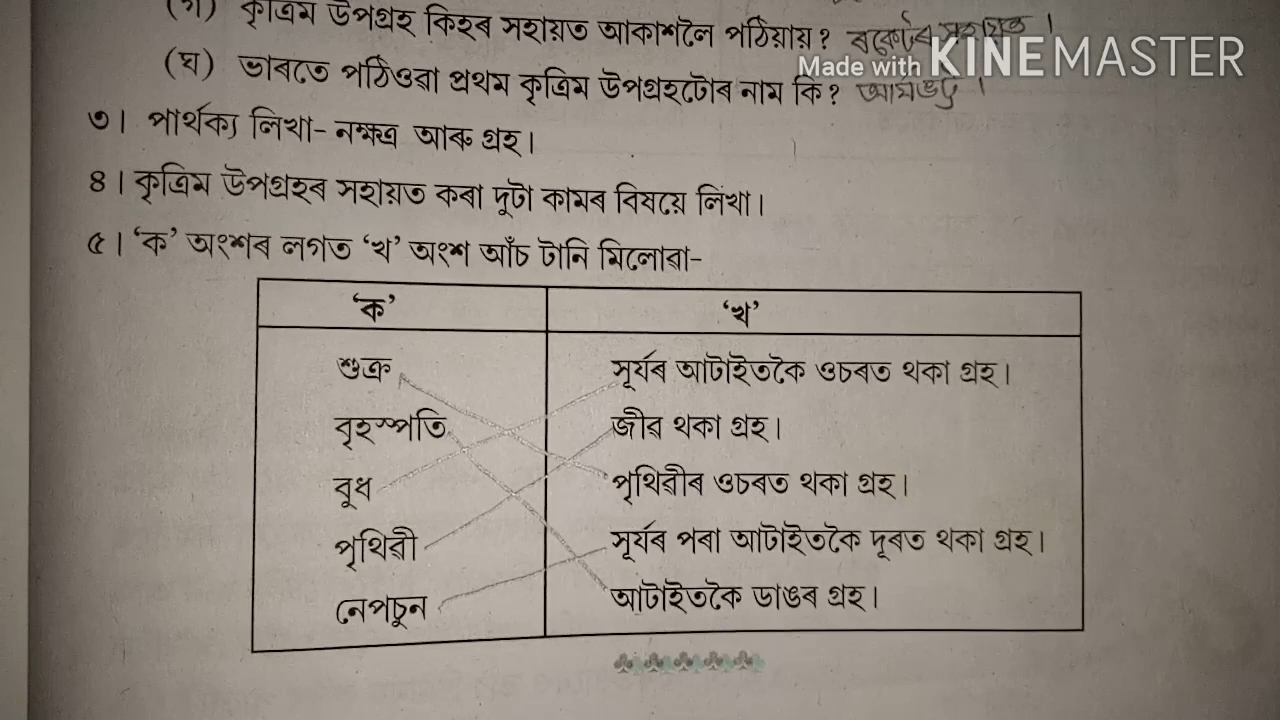 (গ) কৃত্ৰিম উপগ্ৰহ কিহৰ সহায়ত আকাশলৈ পঠিয়ায়? ৰকেটৰ সহায়ত।
Made with KINEMASTER
(ঘ) ভাৰতে পঠিওৱা প্ৰথম কৃত্ৰিম উপগ্ৰহটোৰ নাম কি? আৰ্যভট্ট।
৩। পাৰ্থক্য লিখা- নক্ষত্ৰ আৰু গ্ৰহ।
৪। কৃত্ৰিম উপগ্ৰহৰ সহায়ত কৰা দুটা কামৰ বিষয়ে লিখা।
৫। ‘ক’ অংশৰ লগত ‘খ’ অংশ আঁচ টানি মিলোৱা-
‘ক’ ‘খ’
শুক্ৰ সূৰ্যৰ আটাইতকৈ ওচৰত থকা গ্ৰহ।
বৃহস্পতি জীৱ থকা গ্ৰহ।
বুধ পৃথিৱীৰ ওচৰত থকা গ্ৰহ।
পৃথিৱী সূৰ্যৰ পৰা আটাইতকৈ দূৰত থকা গ্ৰহ।
নেপচুন আটাইতকৈ ডাঙৰ গ্ৰহ।